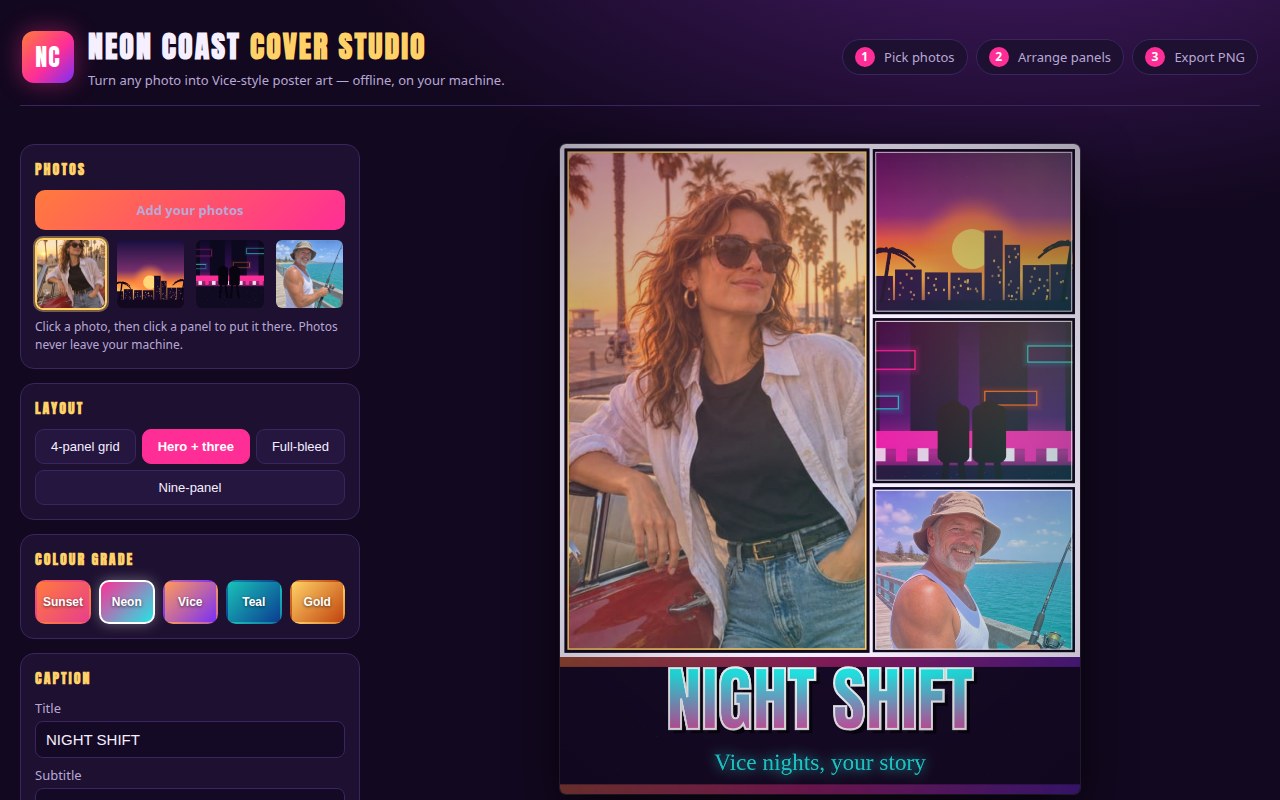 NC
NEON COAST COVER STUDIO
Turn any photo into Vice-style poster art — offline, on your machine.
1 Pick photos
2 Arrange panels
3 Export PNG
PHOTOS
Add your photos
Click a photo, then click a panel to put it there. Photos
never leave your machine.
LAYOUT
4-panel grid
Hero + three
Full-bleed
Nine-panel
COLOUR GRADE
Sunset
Neon
Vice
Teal
Gold
CAPTION
Title
NIGHT SHIFT
Subtitle
NIGHT SHIFT
Vice nights, your story